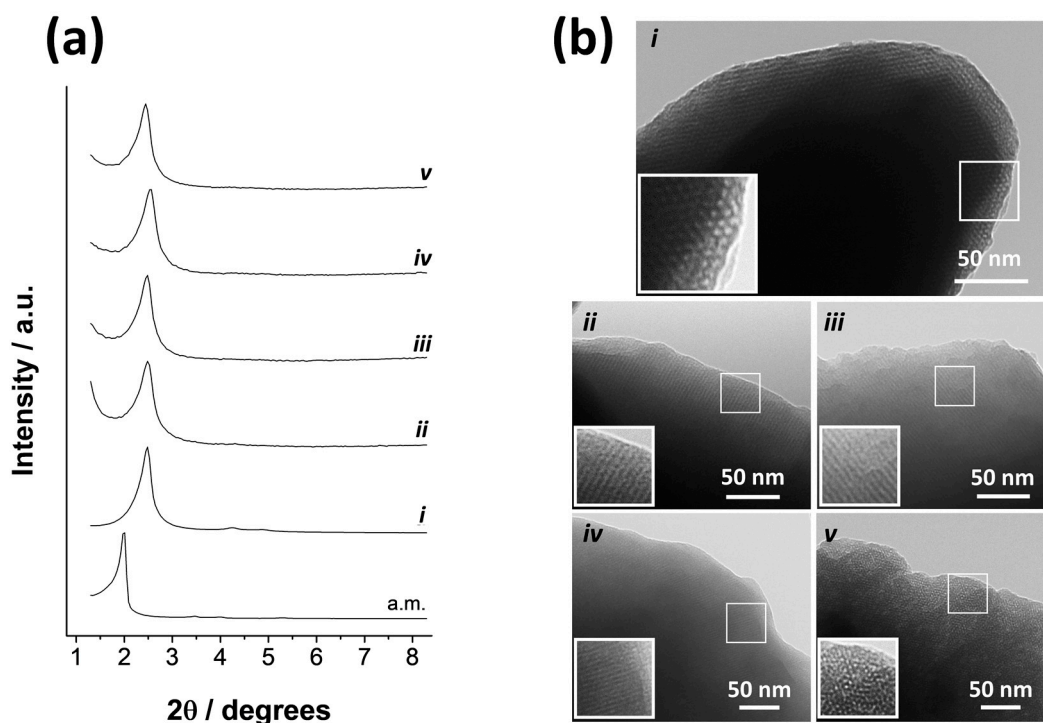 (a)
Intensity / a.u.
v
iv
iii
ii
i
a.m.
1 2 3 4 5 6 7 8
2θ / degrees
(b)
i
50 nm
ii
50 nm
iii
50 nm
iv
50 nm
v
50 nm